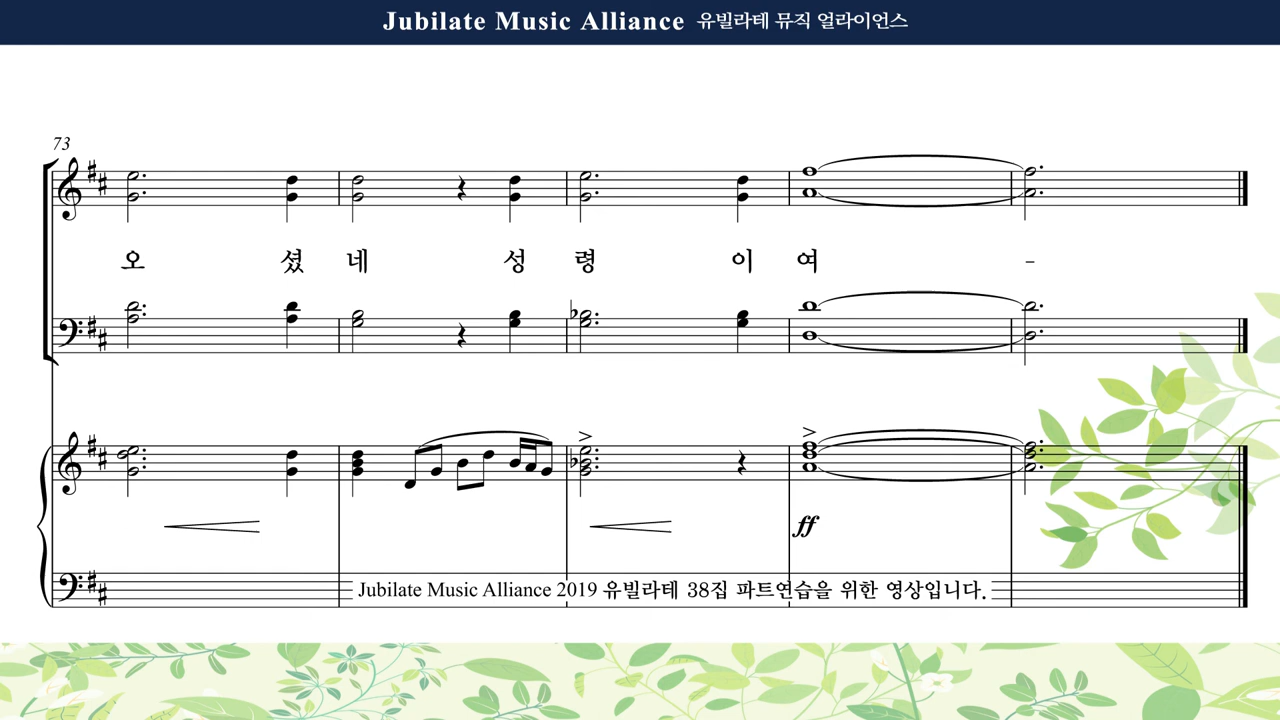 Jubilate Music Alliance 유빌라테 뮤직 얼라이언스
73
오 셨 네 성 령 이 여 -
ff
Jubilate Music Alliance 2019 유빌라테 38집 파트연습을 위한 영상입니다.